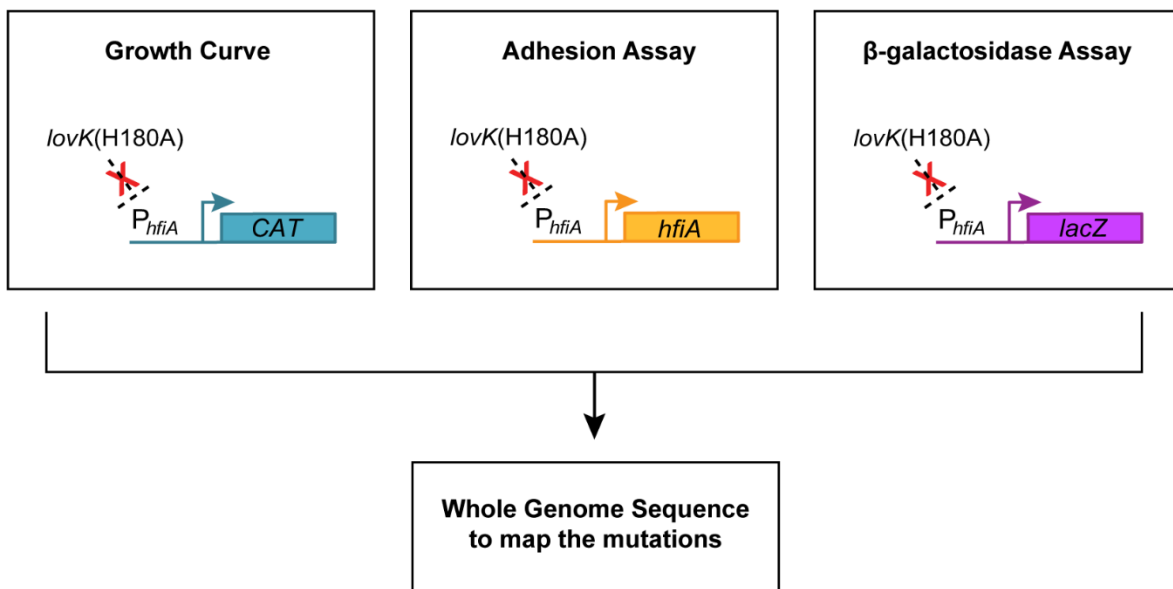 Growth Curve
lovK(H180A)
PhfiA
CAT
Adhesion Assay
lovK(H180A)
PhfiA
hfiA
β-galactosidase Assay
lovK(H180A)
PhfiA
lacZ
Whole Genome Sequence
to map the mutations